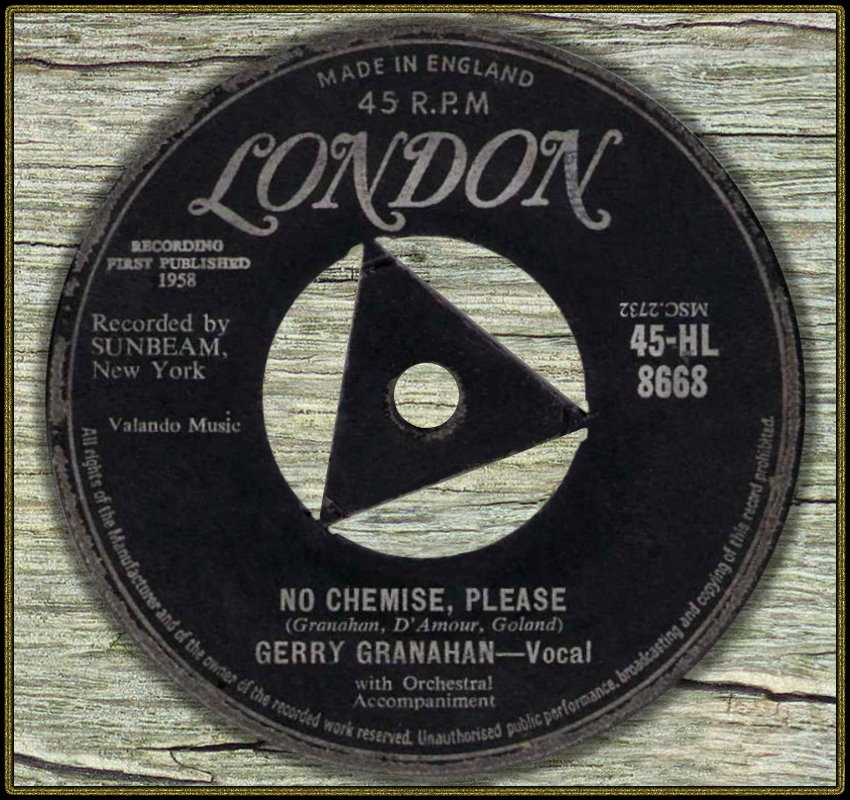 MADE IN ENGLAND
45 R.P.M
LONDON
RECORDING
FIRST PUBLISHED
1958
Recorded by
SUNBEAM,
New York
Valando Music
MSC.2732
45-HL
8668
NO CHEMISE, PLEASE
(Granahan, D'Amour, Goland)
GERRY GRANAHAN—Vocal
with Orchestral
Accompaniment
All rights of the Manufacturer and of the owner of the recorded work reserved. Unauthorised public performance, broadcasting and copying of this record prohibited.